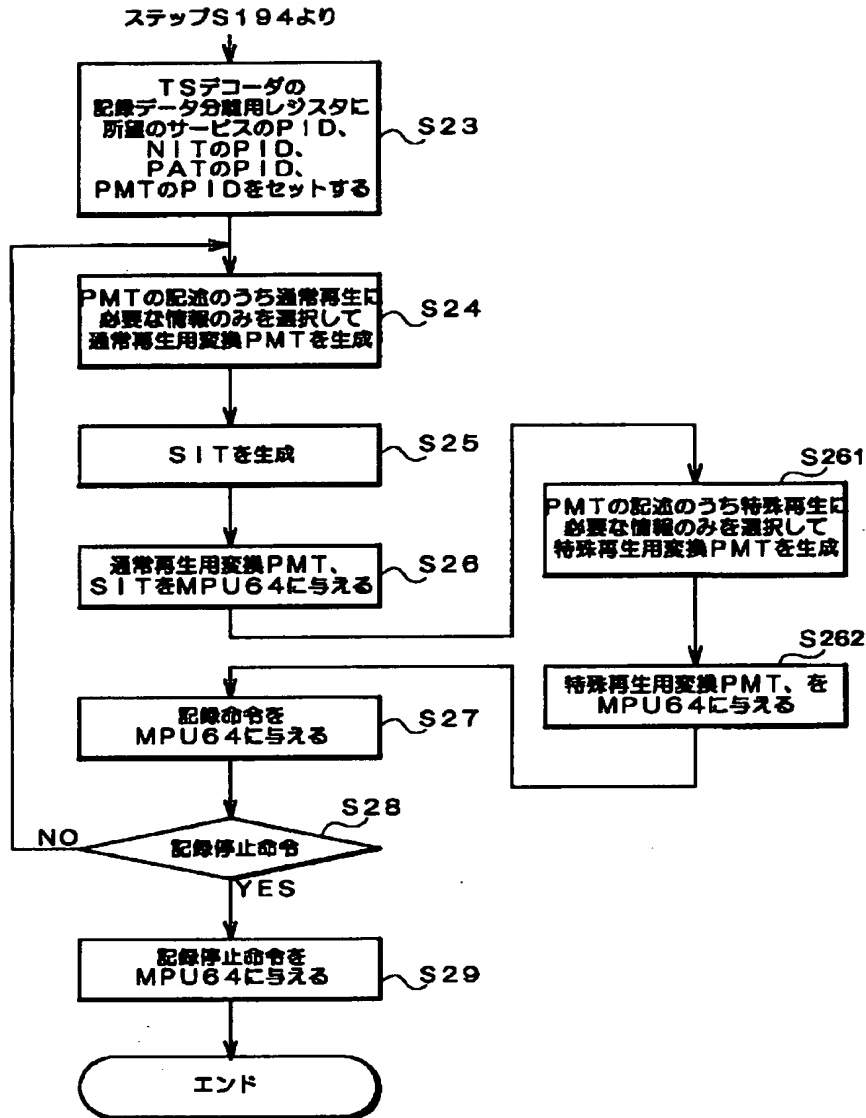 ステップＳ１９４より
ＴＳデコーダの
記録データ分離用レジスタに
所望のサービスのＰＩＤ、
ＮＩＴのＰＩＤ、
ＰＡＴのＰＩＤ、
ＰＭＴのＰＩＤをセットする
Ｓ２３
ＰＭＴの記述のうち通常再生に
必要な情報のみを選択して
通常再生用変換ＰＭＴを生成
Ｓ２４
ＳＩＴを生成
Ｓ２５
通常再生用変換ＰＭＴ、
ＳＩＴをＭＰＵ６４に与える
Ｓ２６
Ｓ２６１
ＰＭＴの記述のうち特殊再生に
必要な情報のみを選択して
特殊再生用変換ＰＭＴを生成
Ｓ２６２
特殊再生用変換ＰＭＴ、を
ＭＰＵ６４に与える
記録命令を
ＭＰＵ６４に与える
Ｓ２７
Ｓ２８
記録停止命令
ＮＯ
ＹＥＳ
記録停止命令を
ＭＰＵ６４に与える
Ｓ２９
エンド